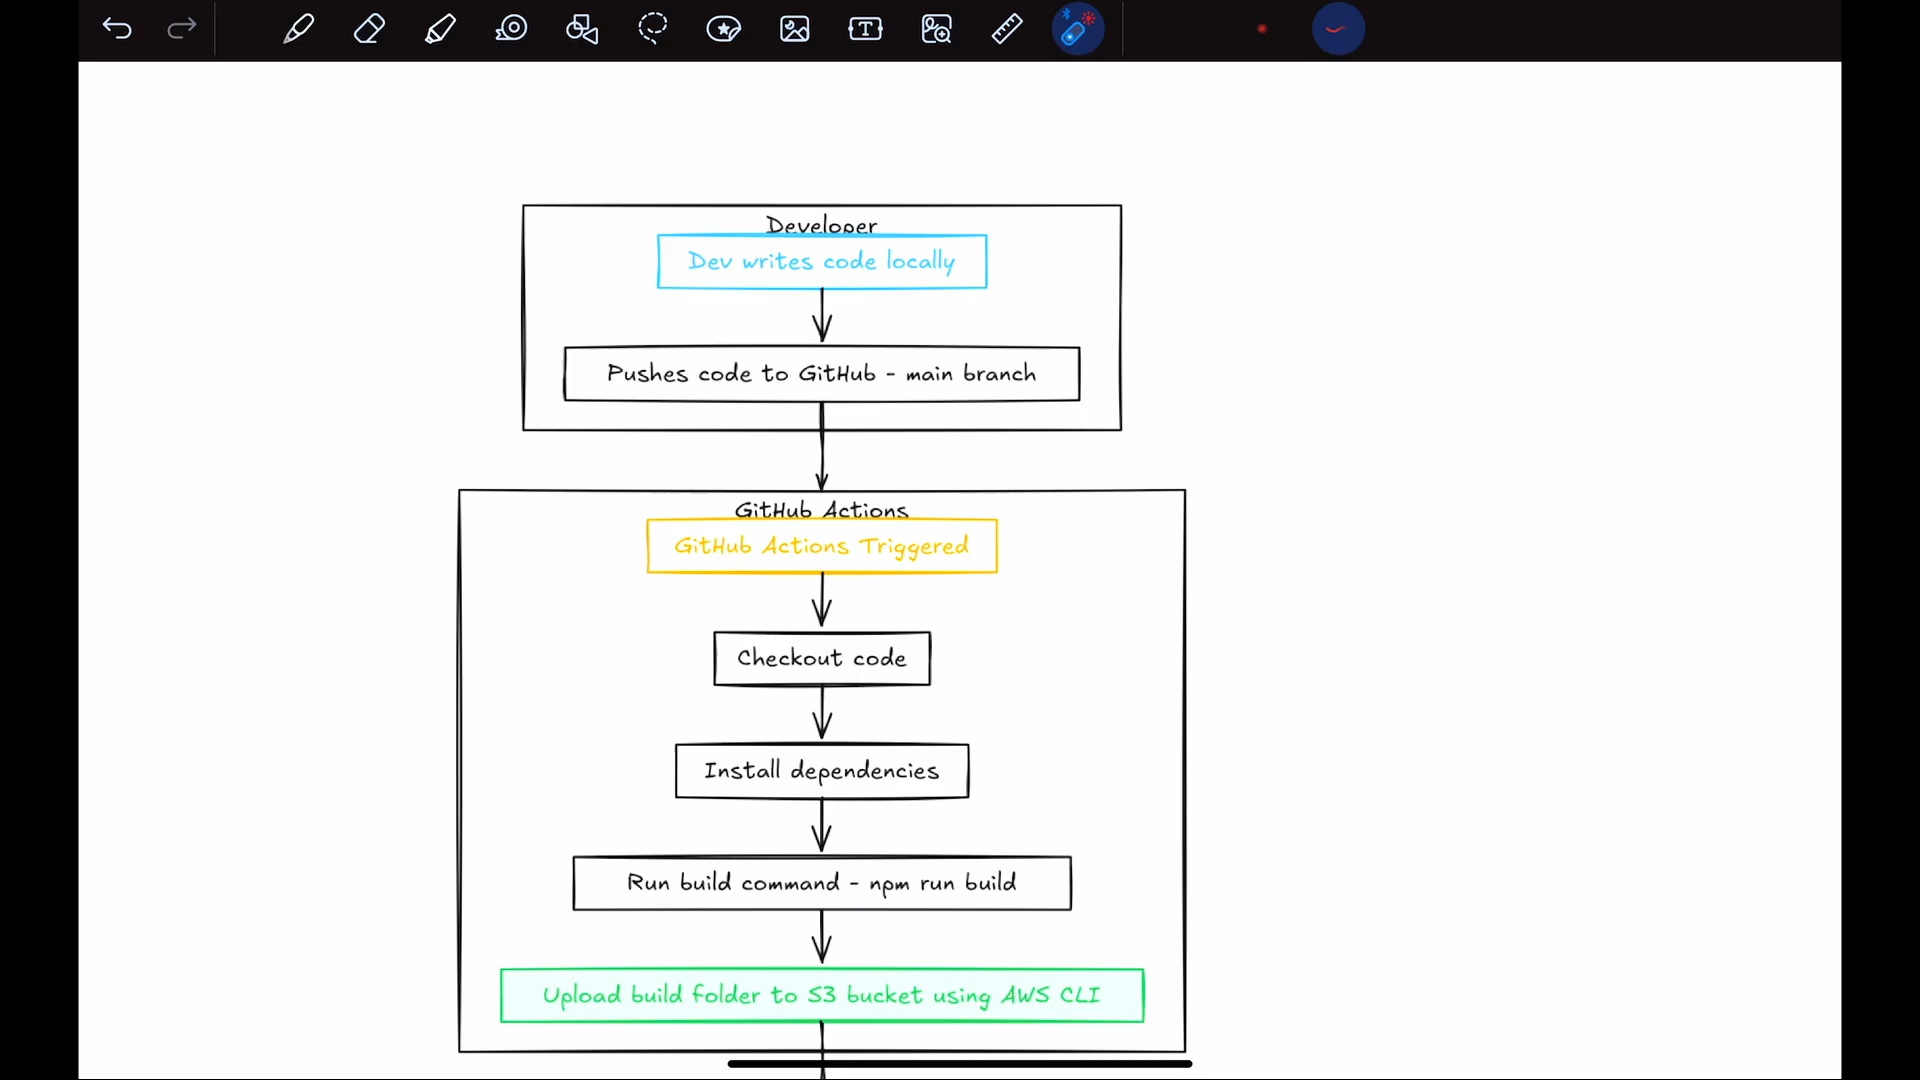 Developer
Dev writes code locally
Pushes code to GitHub - main branch
GitHub Actions
GitHub Actions Triggered
Checkout code
Install dependencies
Run build command - npm run build
Upload build folder to S3 bucket using AWS CLI